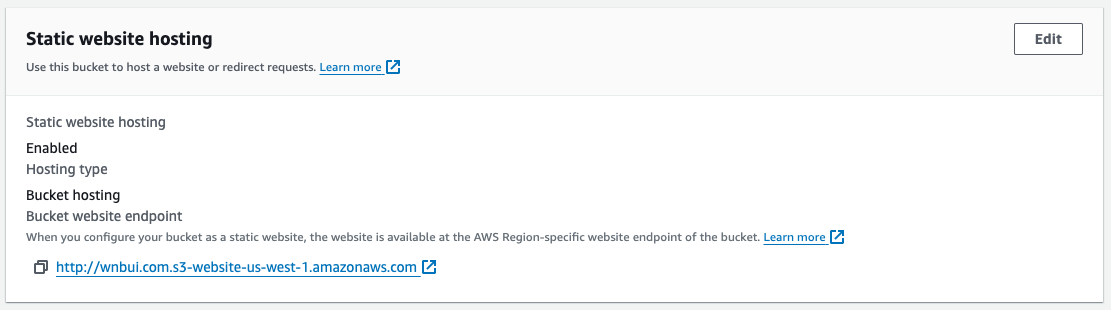 Static website hosting
Edit
Use this bucket to host a website or redirect requests. Learn more
Static website hosting
Enabled
Hosting type
Bucket hosting
Bucket website endpoint
When you configure your bucket as a static website, the website is available at the AWS Region-specific website endpoint of the bucket. Learn more
http://wnbui.com.s3-website-us-west-1.amazonaws.com